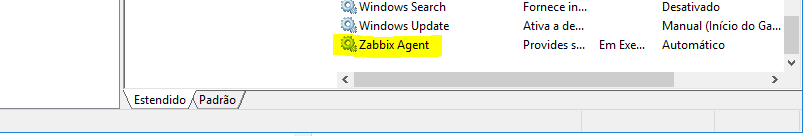 Windows Search Fornece in... Desativado
Windows Update Ativa a de... Manual (Início do Ga...
Zabbix Agent Provides s... Em Exe... Automático
Estendido Padrão